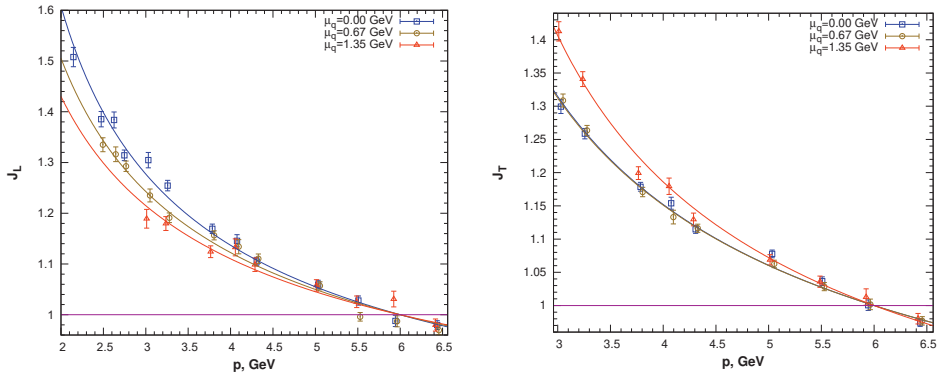 μq=0.00 GeV
μq=0.67 GeV
μq=1.35 GeV
1.6
1.5
1.4
1.3
1.2
1.1
1
J_L
2 2.5 3 3.5 4 4.5 5 5.5 6 6.5
p, GeV
μq=0.00 GeV
μq=0.67 GeV
μq=1.35 GeV
1.4
1.35
1.3
1.25
1.2
1.15
1.1
1.05
1
J_T
3 3.5 4 4.5 5 5.5 6 6.5
p, GeV